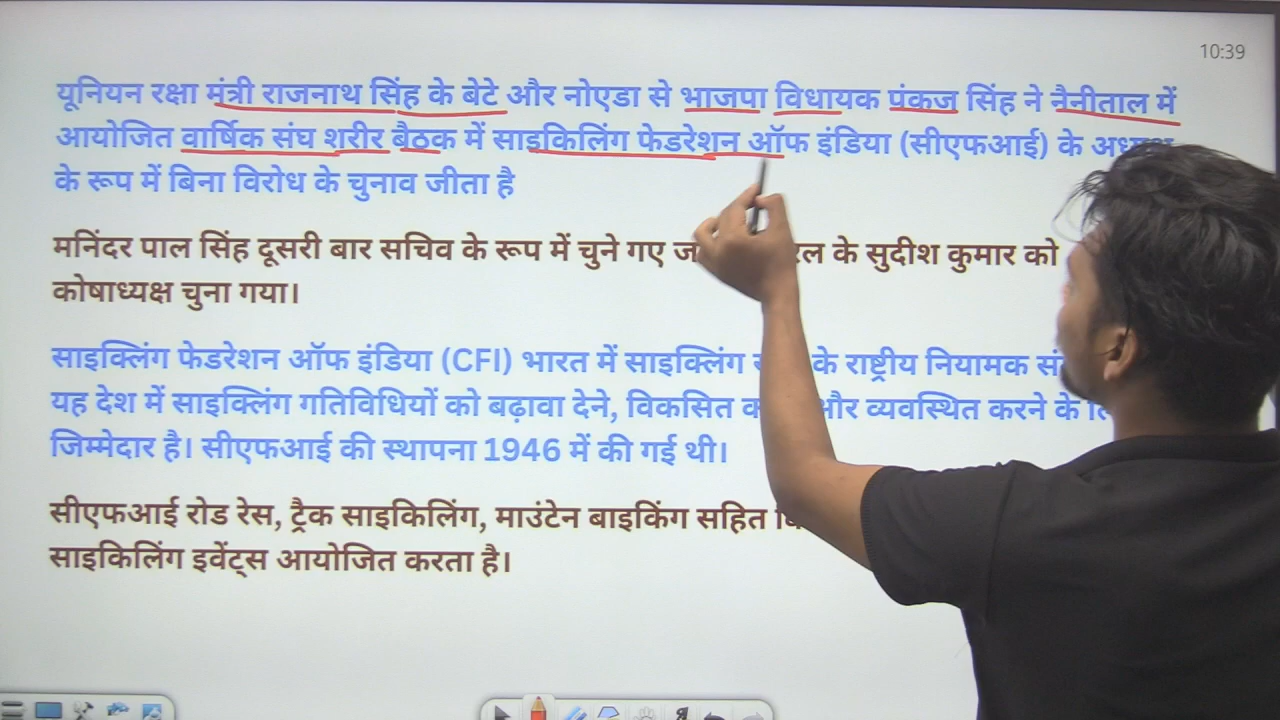 10:39
यूनियन रक्षा मंत्री राजनाथ सिंह के बेटे और नोएडा से भाजपा विधायक पंकज सिंह ने नैनीताल में
आयोजित वार्षिक संघ शरीर बैठक में साइकिलिंग फेडरेशन ऑफ इंडिया (सीएफआई) के
के रूप में बिना विरोध के चुनाव जीता है
मनिंदर पाल सिंह दूसरी बार सचिव के रूप में चुने गए के सुदीश कुमार को
कोषाध्यक्ष चुना गया।
साइक्लिंग फेडरेशन ऑफ इंडिया (CFI) भारत में साइक्लिंग के राष्ट्रीय नियामक
यह देश में साइक्लिंग गतिविधियों को बढ़ावा देने, विकसित और व्यवस्थित करने के
जिम्मेदार है। सीएफआई की स्थापना 1946 में की गई थी।
सीएफआई रोड रेस, ट्रैक साइकिलिंग, माउंटेन बाइकिंग सहित
साइकिलिंग इवेंट्स आयोजित करता है।